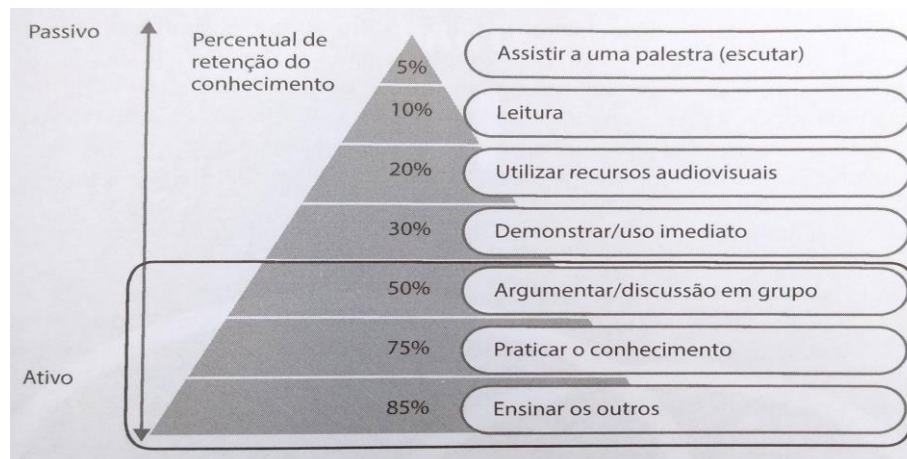 Passivo
Percentual de
retenção do
conhecimento
5%
Assistir a uma palestra (escutar)
10%
Leitura
20%
Utilizar recursos audiovisuais
30%
Demonstrar/uso imediato
50%
Argumentar/discussão em grupo
75%
Praticar o conhecimento
Ativo
85%
Ensinar os outros